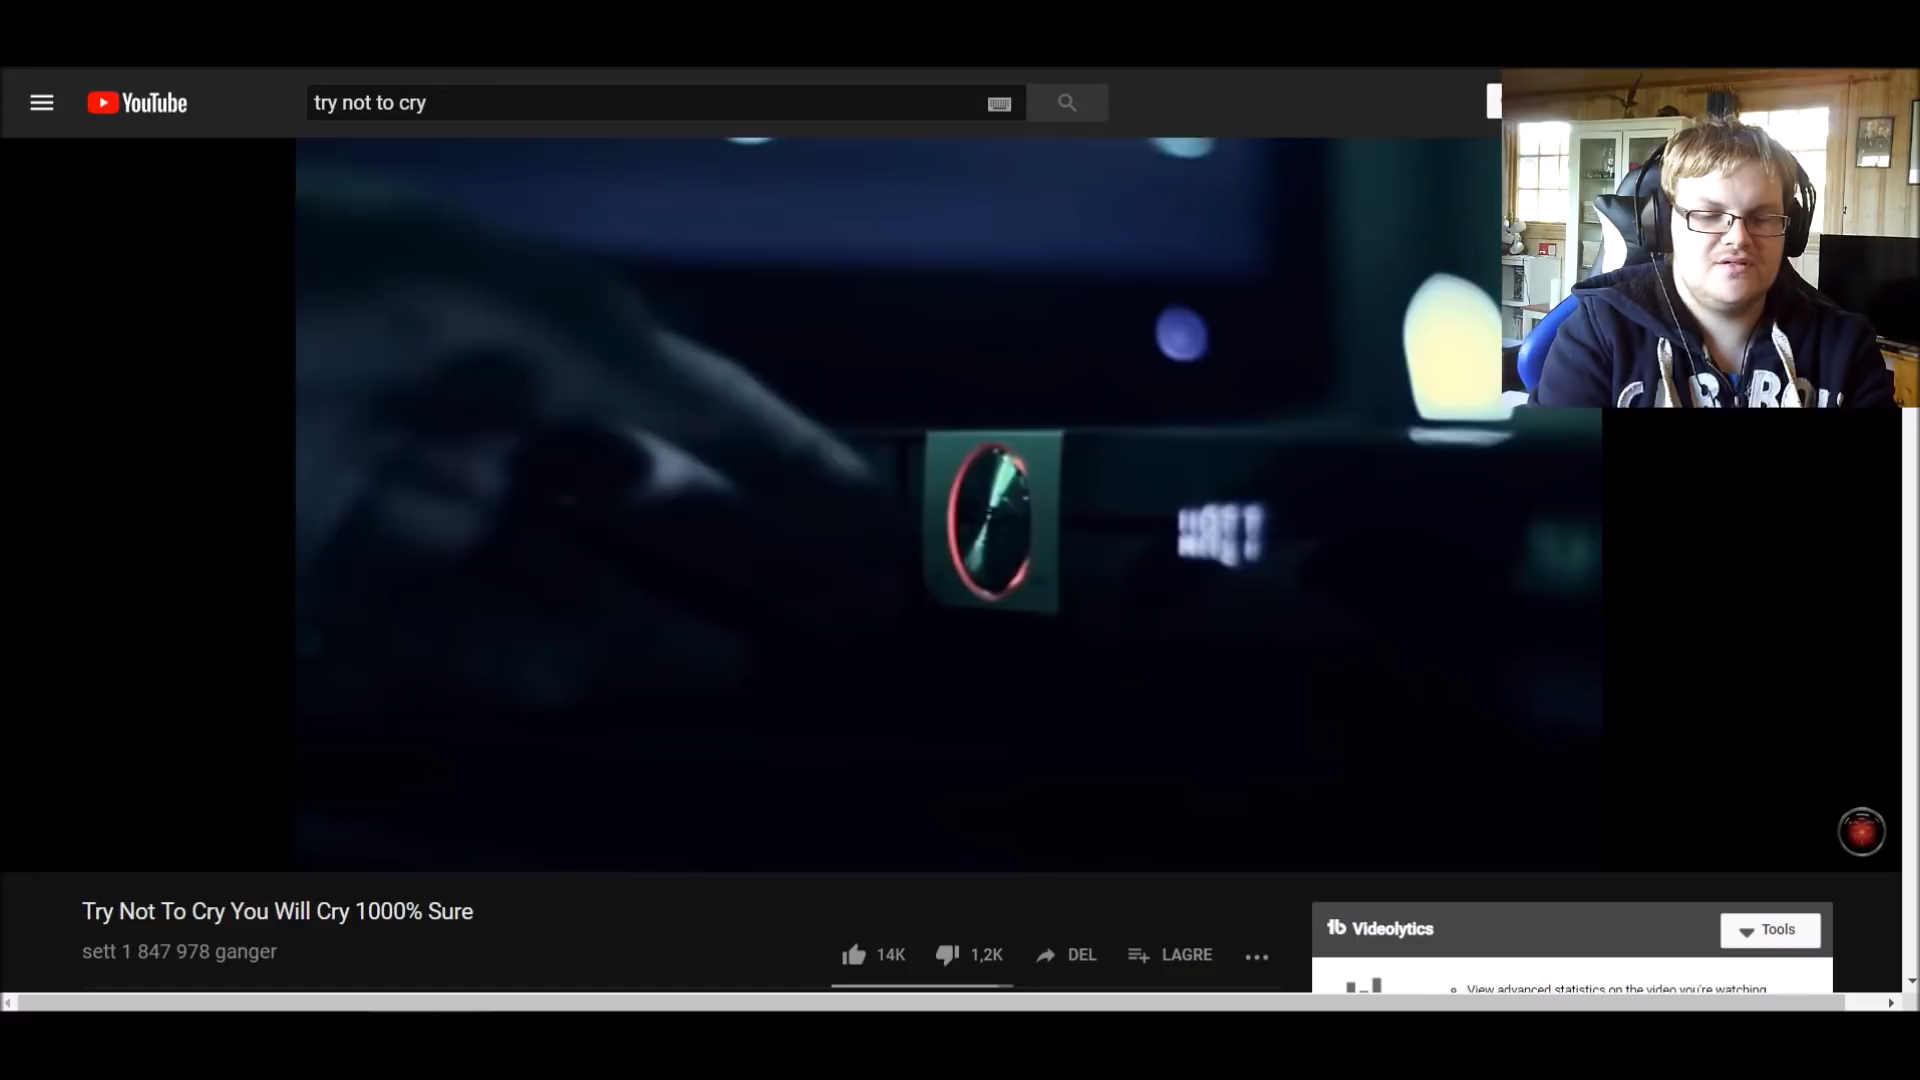 YouTube
try not to cry
Try Not To Cry You Will Cry 1000% Sure
sett 1 847 978 ganger
14K
1,2K
DEL
LAGRE
Videolytics
Tools
View advanced statistics on the video you're watching